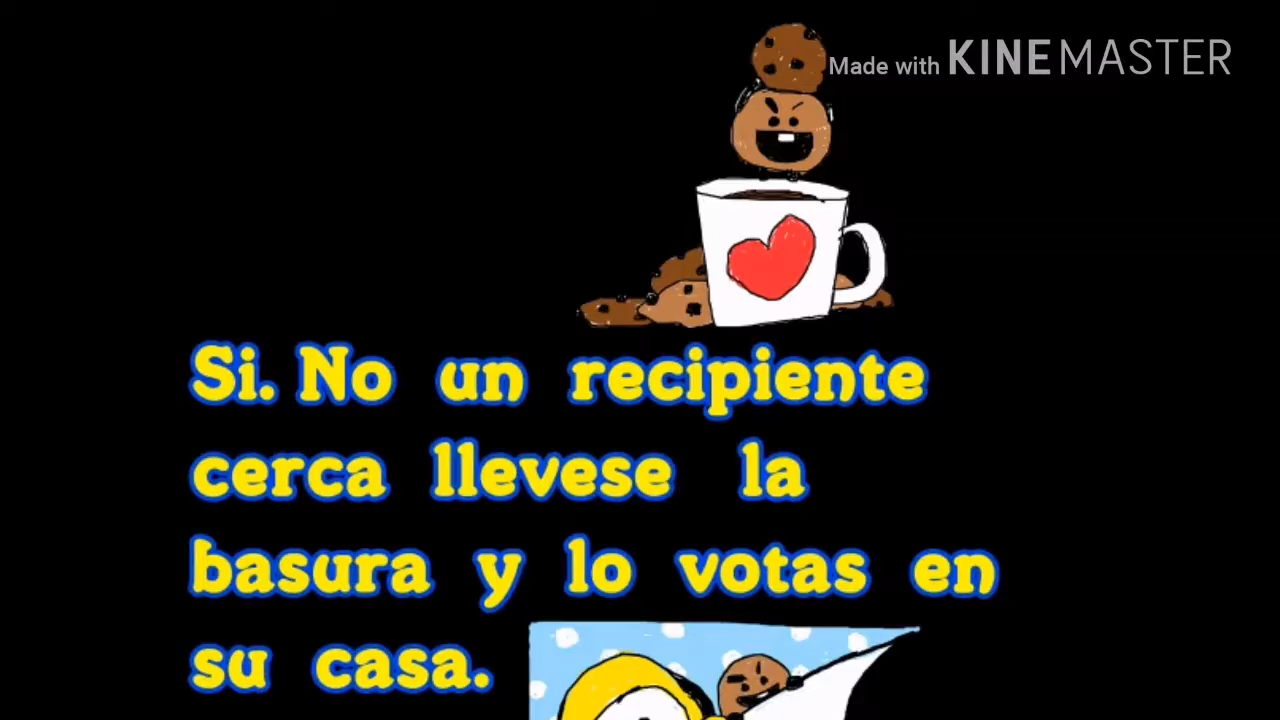 Made with KINEMASTER
Si. No un recipiente
cerca llevese la
basura y lo votas en
su casa.